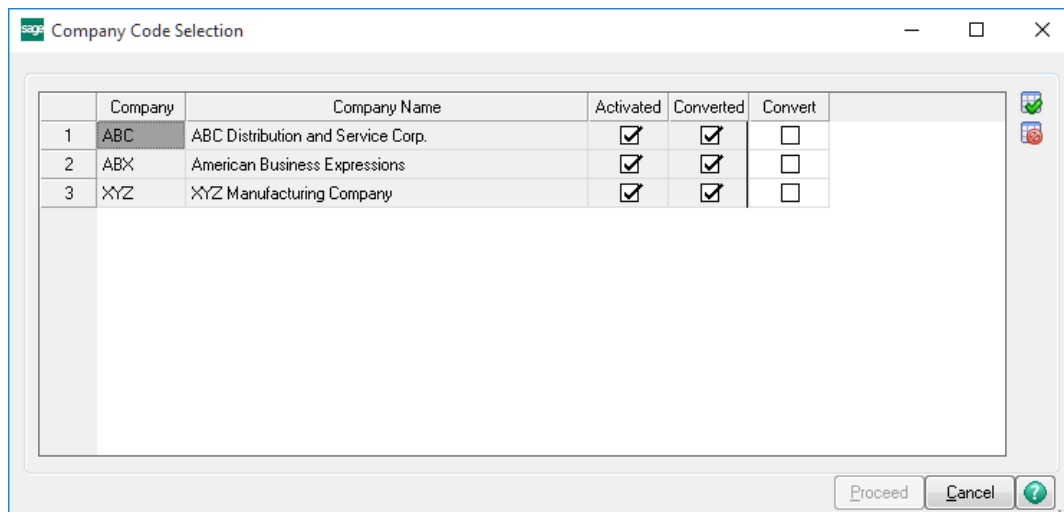 sage Company Code Selection
Company Company Name Activated Converted Convert
1 ABC ABC Distribution and Service Corp.
2 ABX American Business Expressions
3 XYZ XYZ Manufacturing Company
Proceed Cancel ?